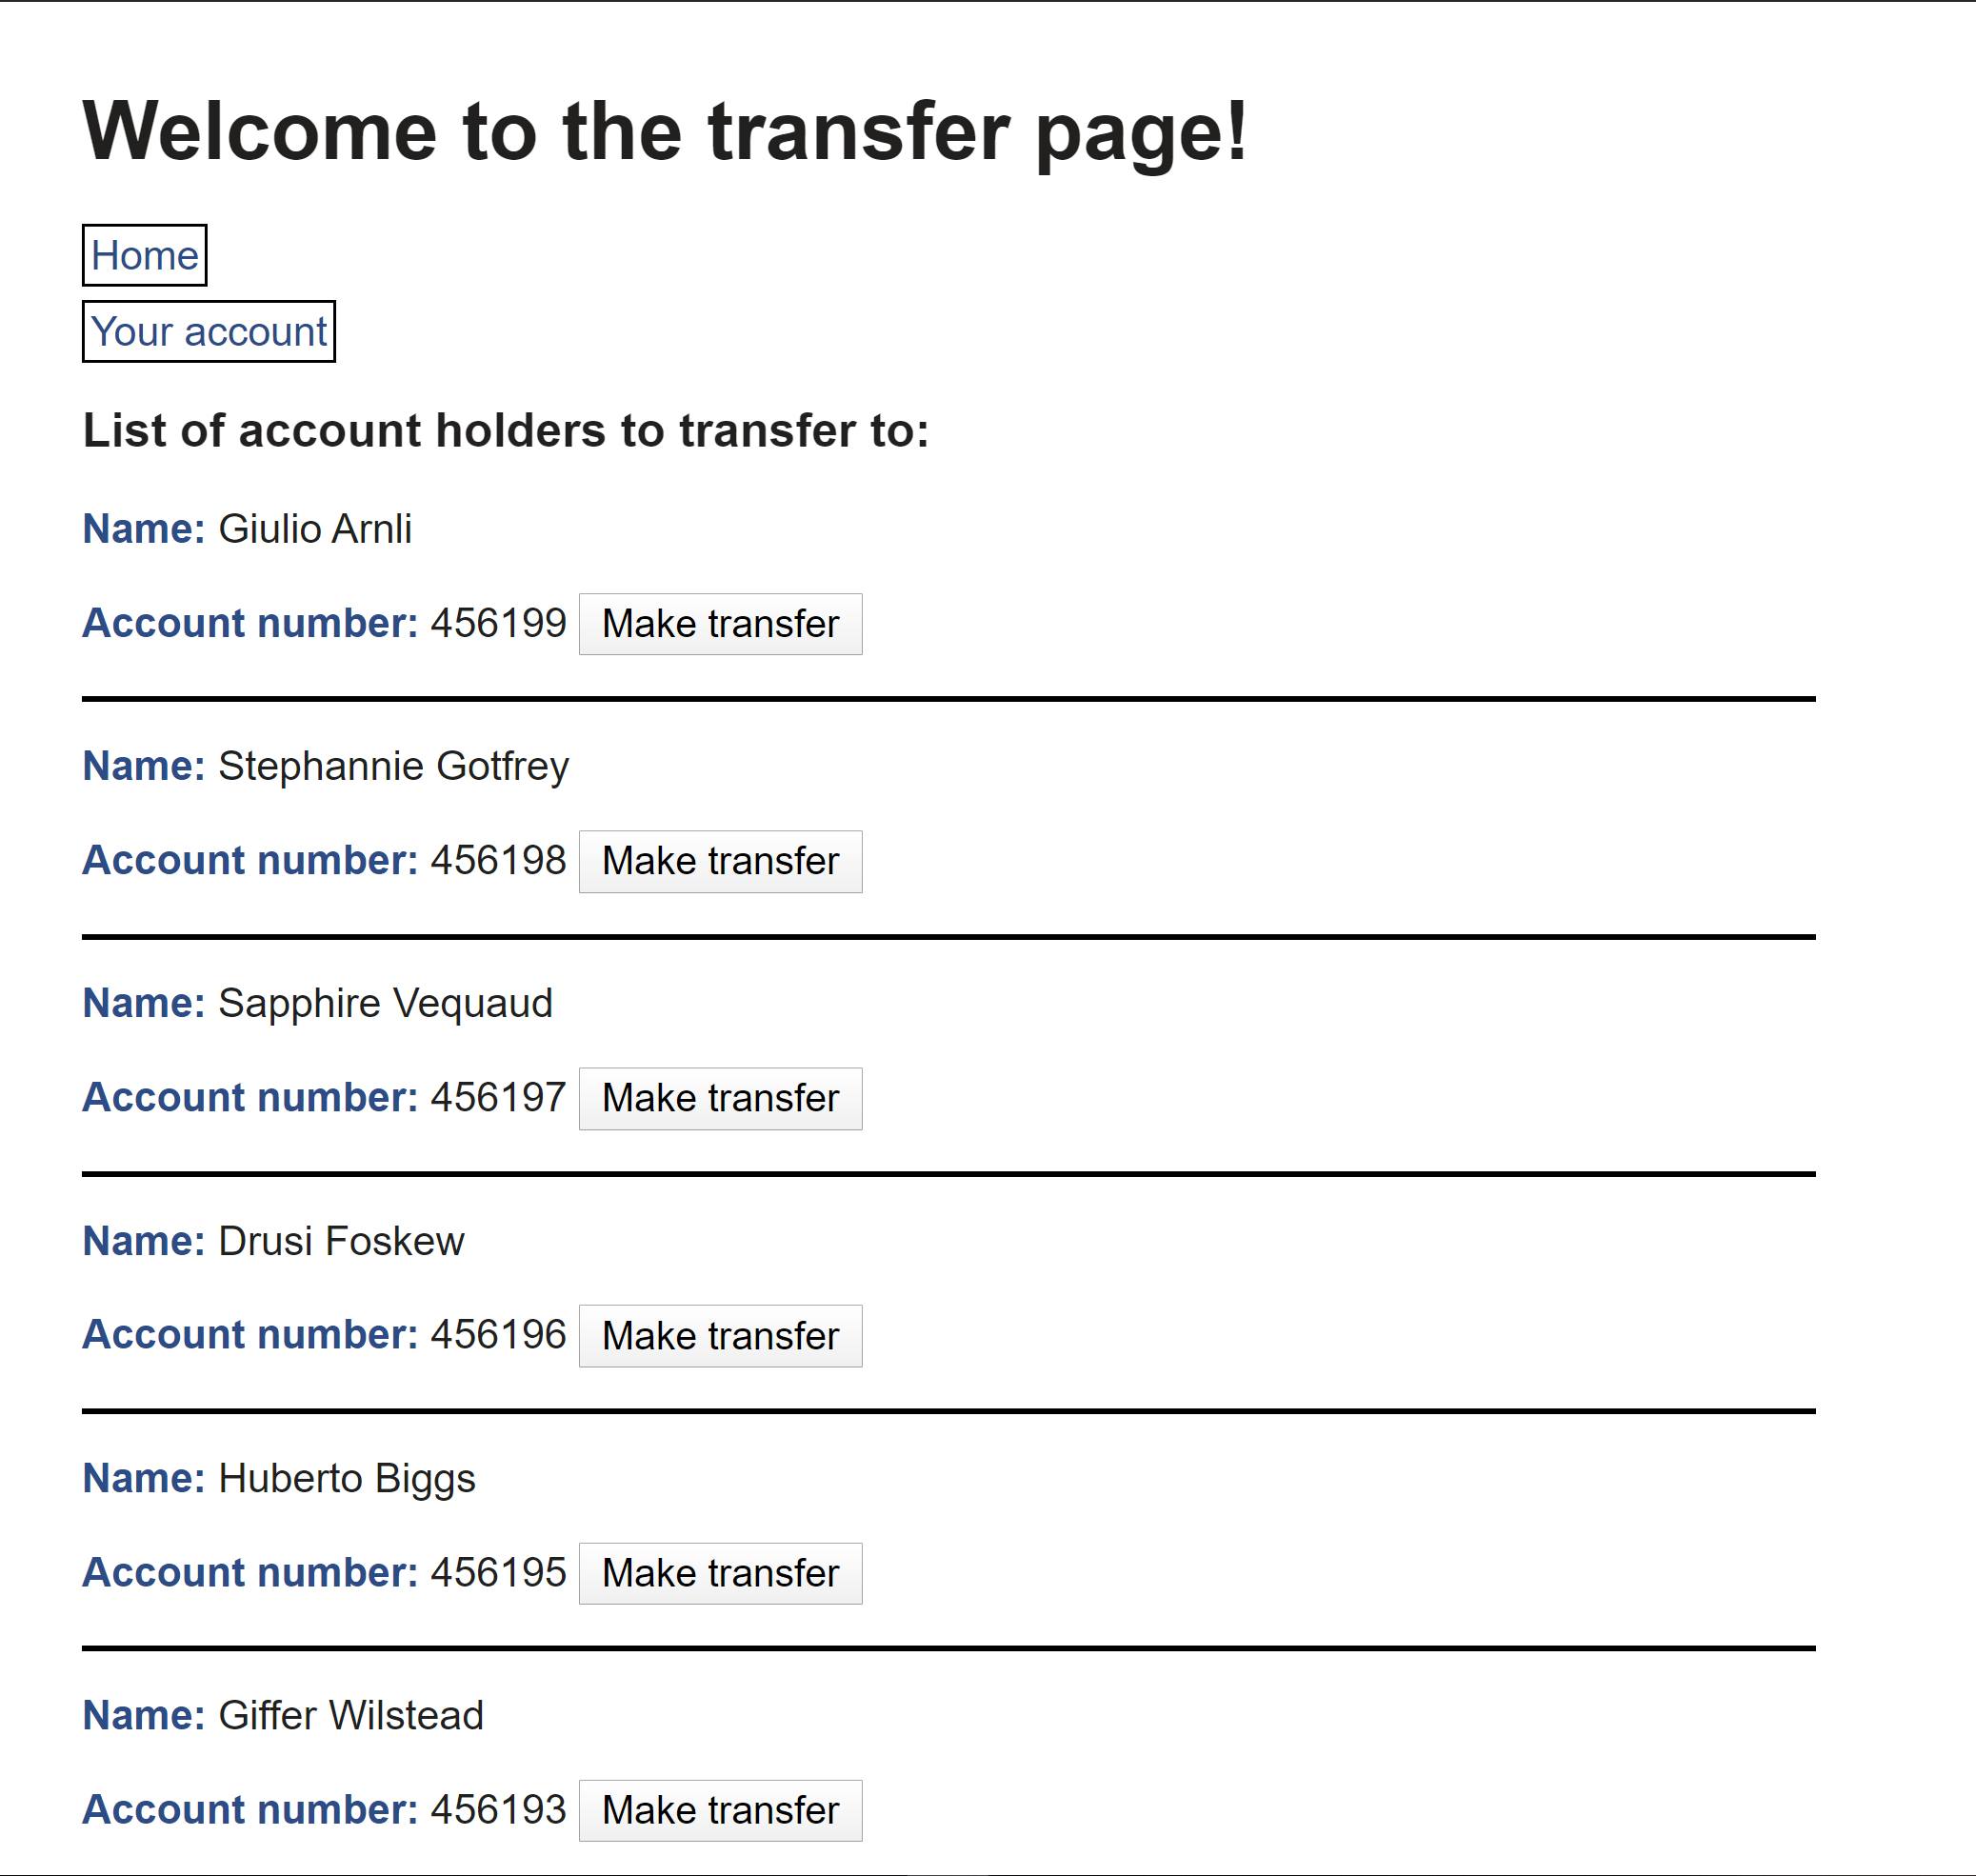 Welcome to the transfer page!
Home
Your account
List of account holders to transfer to:
Name: Giulio Arnli
Account number: 456199 Make transfer
Name: Stephannie Gotfrey
Account number: 456198 Make transfer
Name: Sapphire Vequaud
Account number: 456197 Make transfer
Name: Drusi Foskew
Account number: 456196 Make transfer
Name: Huberto Biggs
Account number: 456195 Make transfer
Name: Giffer Wilstead
Account number: 456193 Make transfer